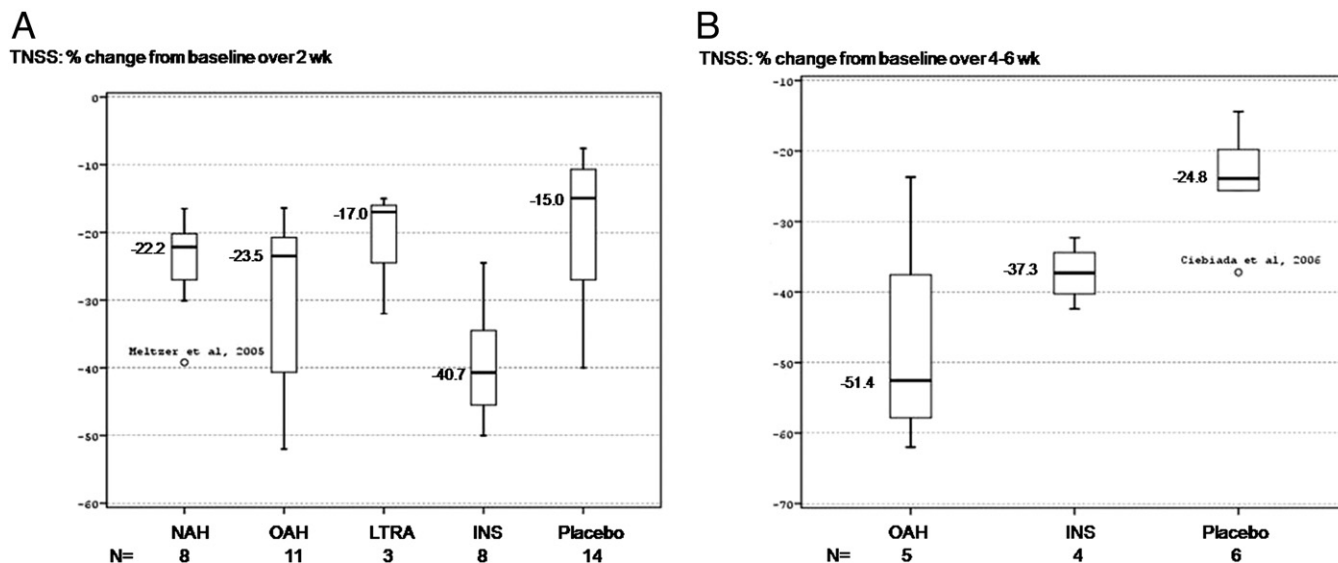 A
TNSS: % change from baseline over 2 wk
0
-10
-20
-30
-40
-50
-60
-22.2
-23.5
-17.0
-40.7
-15.0
Meltzer et al, 2005
NAH OAH LTRA INS Placebo
N= 8 11 3 8 14
B
TNSS: % change from baseline over 4-6 wk
-10
-20
-30
-40
-50
-60
-70
-51.4
-37.3
-24.8
Ciebiada et al, 2006
OAH INS Placebo
N= 5 4 6